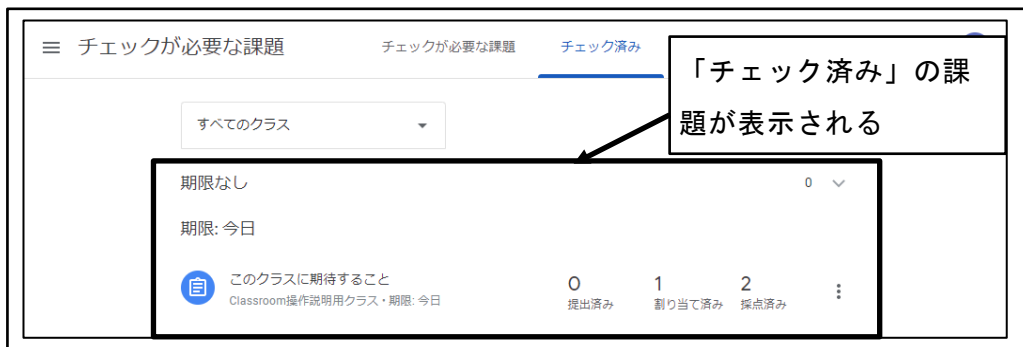 チェックが必要な課題
チェックが必要な課題
チェック済み
「チェック済み」の課
題が表示される
すべてのクラス
期限なし
0
期限: 今日
このクラスに期待すること
Classroom操作説明用クラス・期限: 今日
0
提出済み
1
割り当て済み
2
採点済み